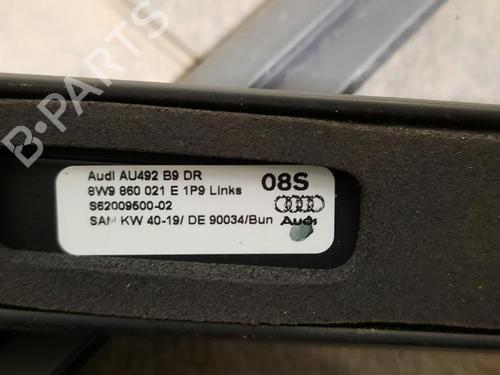 B-PARTS
Audi AU492 B9 DR
08S
8W9 860 021 E 1P9 Links
S62009500-02
Audi
SAM KW 40-19/ DE 90034/Bun